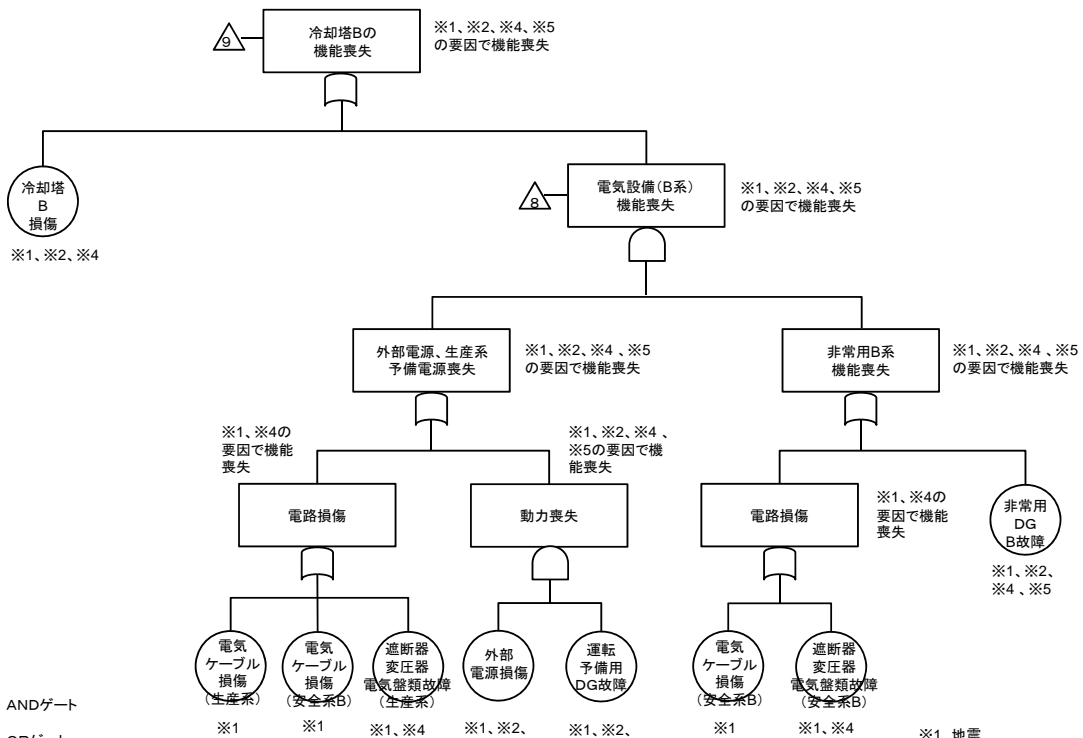 冷却塔Bの
機能喪失
9
※1、※2、※4、※5
の要因で機能喪失
冷却塔
B
損傷
※1、※2、※4
電気設備（B系）
機能喪失
8
※1、※2、※4、※5
の要因で機能喪失
外部電源、生産系
予備電源喪失
※1、※2、※4 、※5
の要因で機能喪失
非常用B系
機能喪失
※1、※2、※4 、※5
の要因で機能喪失
※1、※4の
要因で機能
喪失
電路損傷
※1、※2、※4 、
※5の要因で機
能喪失
動力喪失
電路損傷
※1、※4の
要因で機能
喪失
非常用
DG
B故障
※1、※2、
※4 、※5
電気
ケーブル
損傷
（生産系）
※1
電気
ケーブル
損傷
（安全系B）
※1
遮断器
変圧器
電気盤類故障
（生産系）
※1、※4
外部
電源損傷
※1、※2、
運転
予備用
DG故障
※1、※2、
電気
ケーブル
損傷
（安全系B）
※1
遮断器
変圧器
電気盤類故障
（安全系B）
※1、※4
ANDゲート